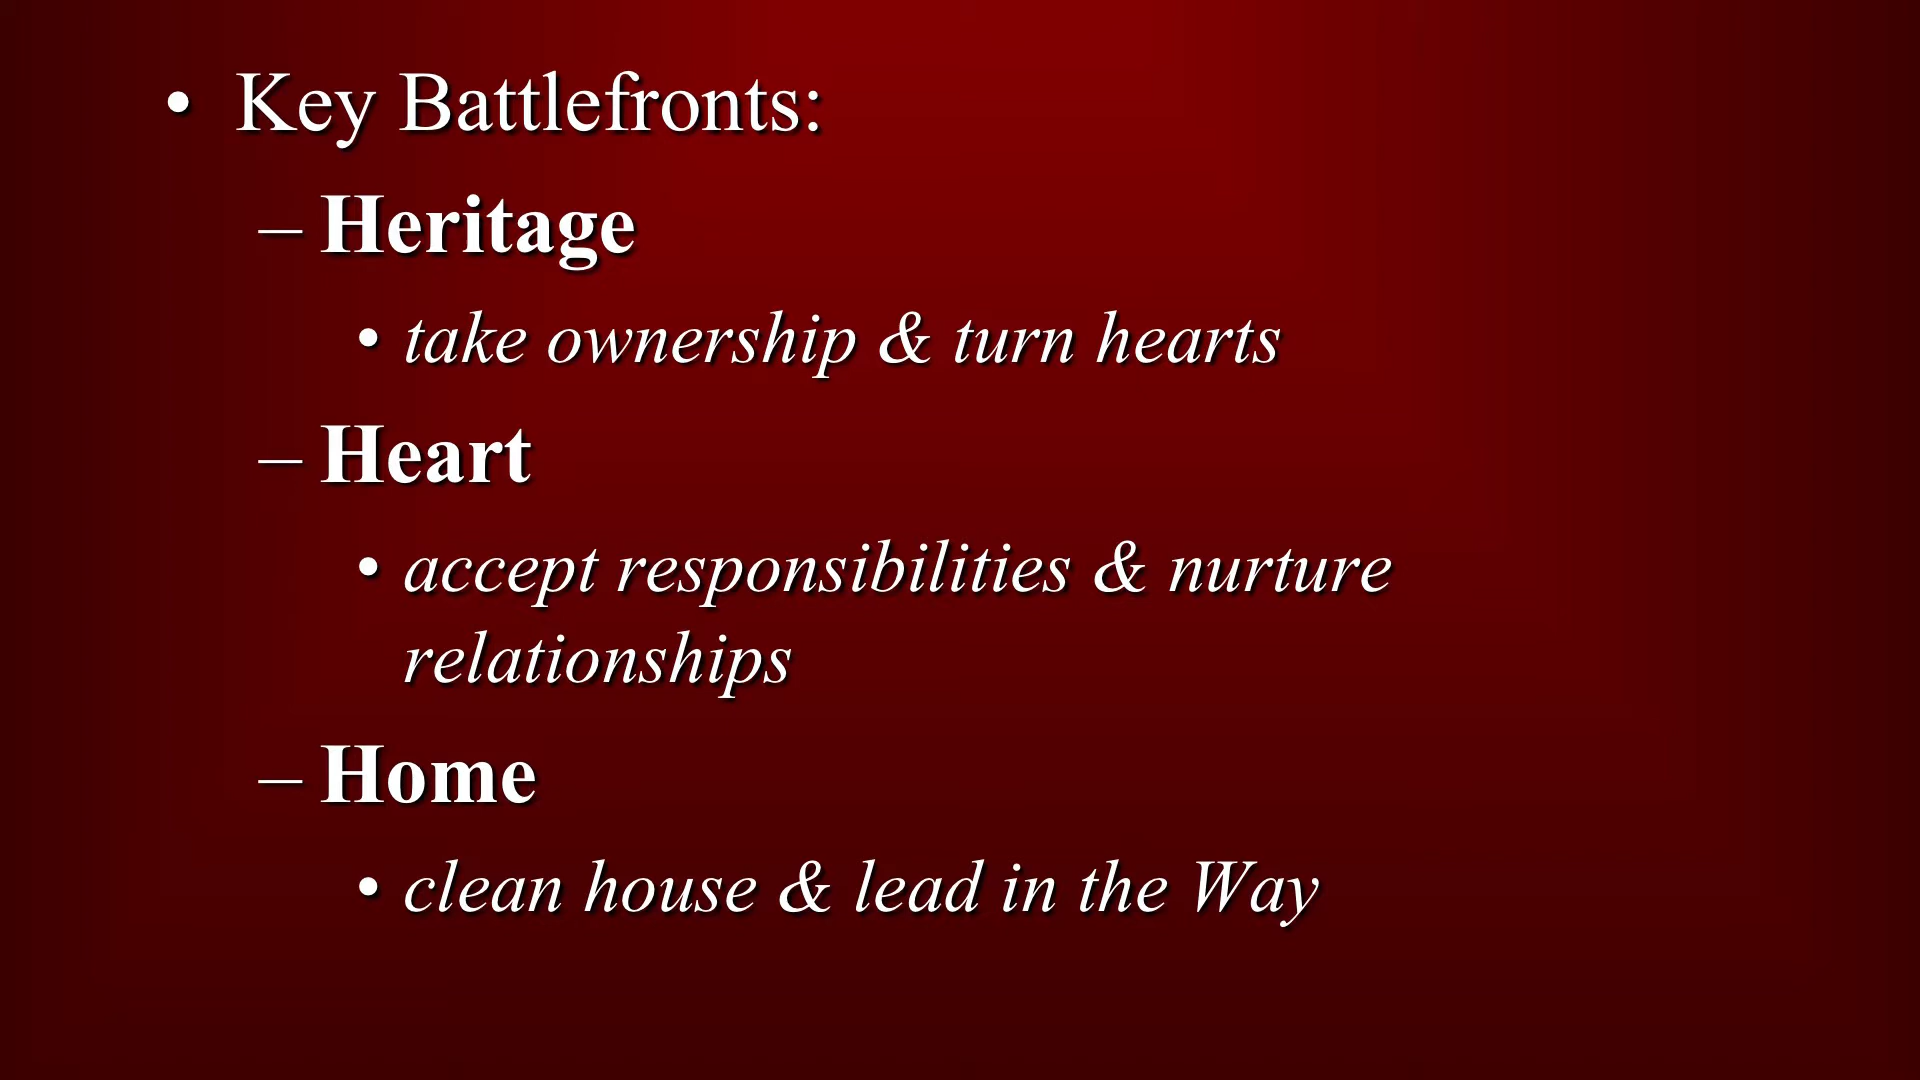 • Key Battlefronts:
– Heritage
• take ownership & turn hearts
– Heart
• accept responsibilities & nurture
relationships
– Home
• clean house & lead in the Way